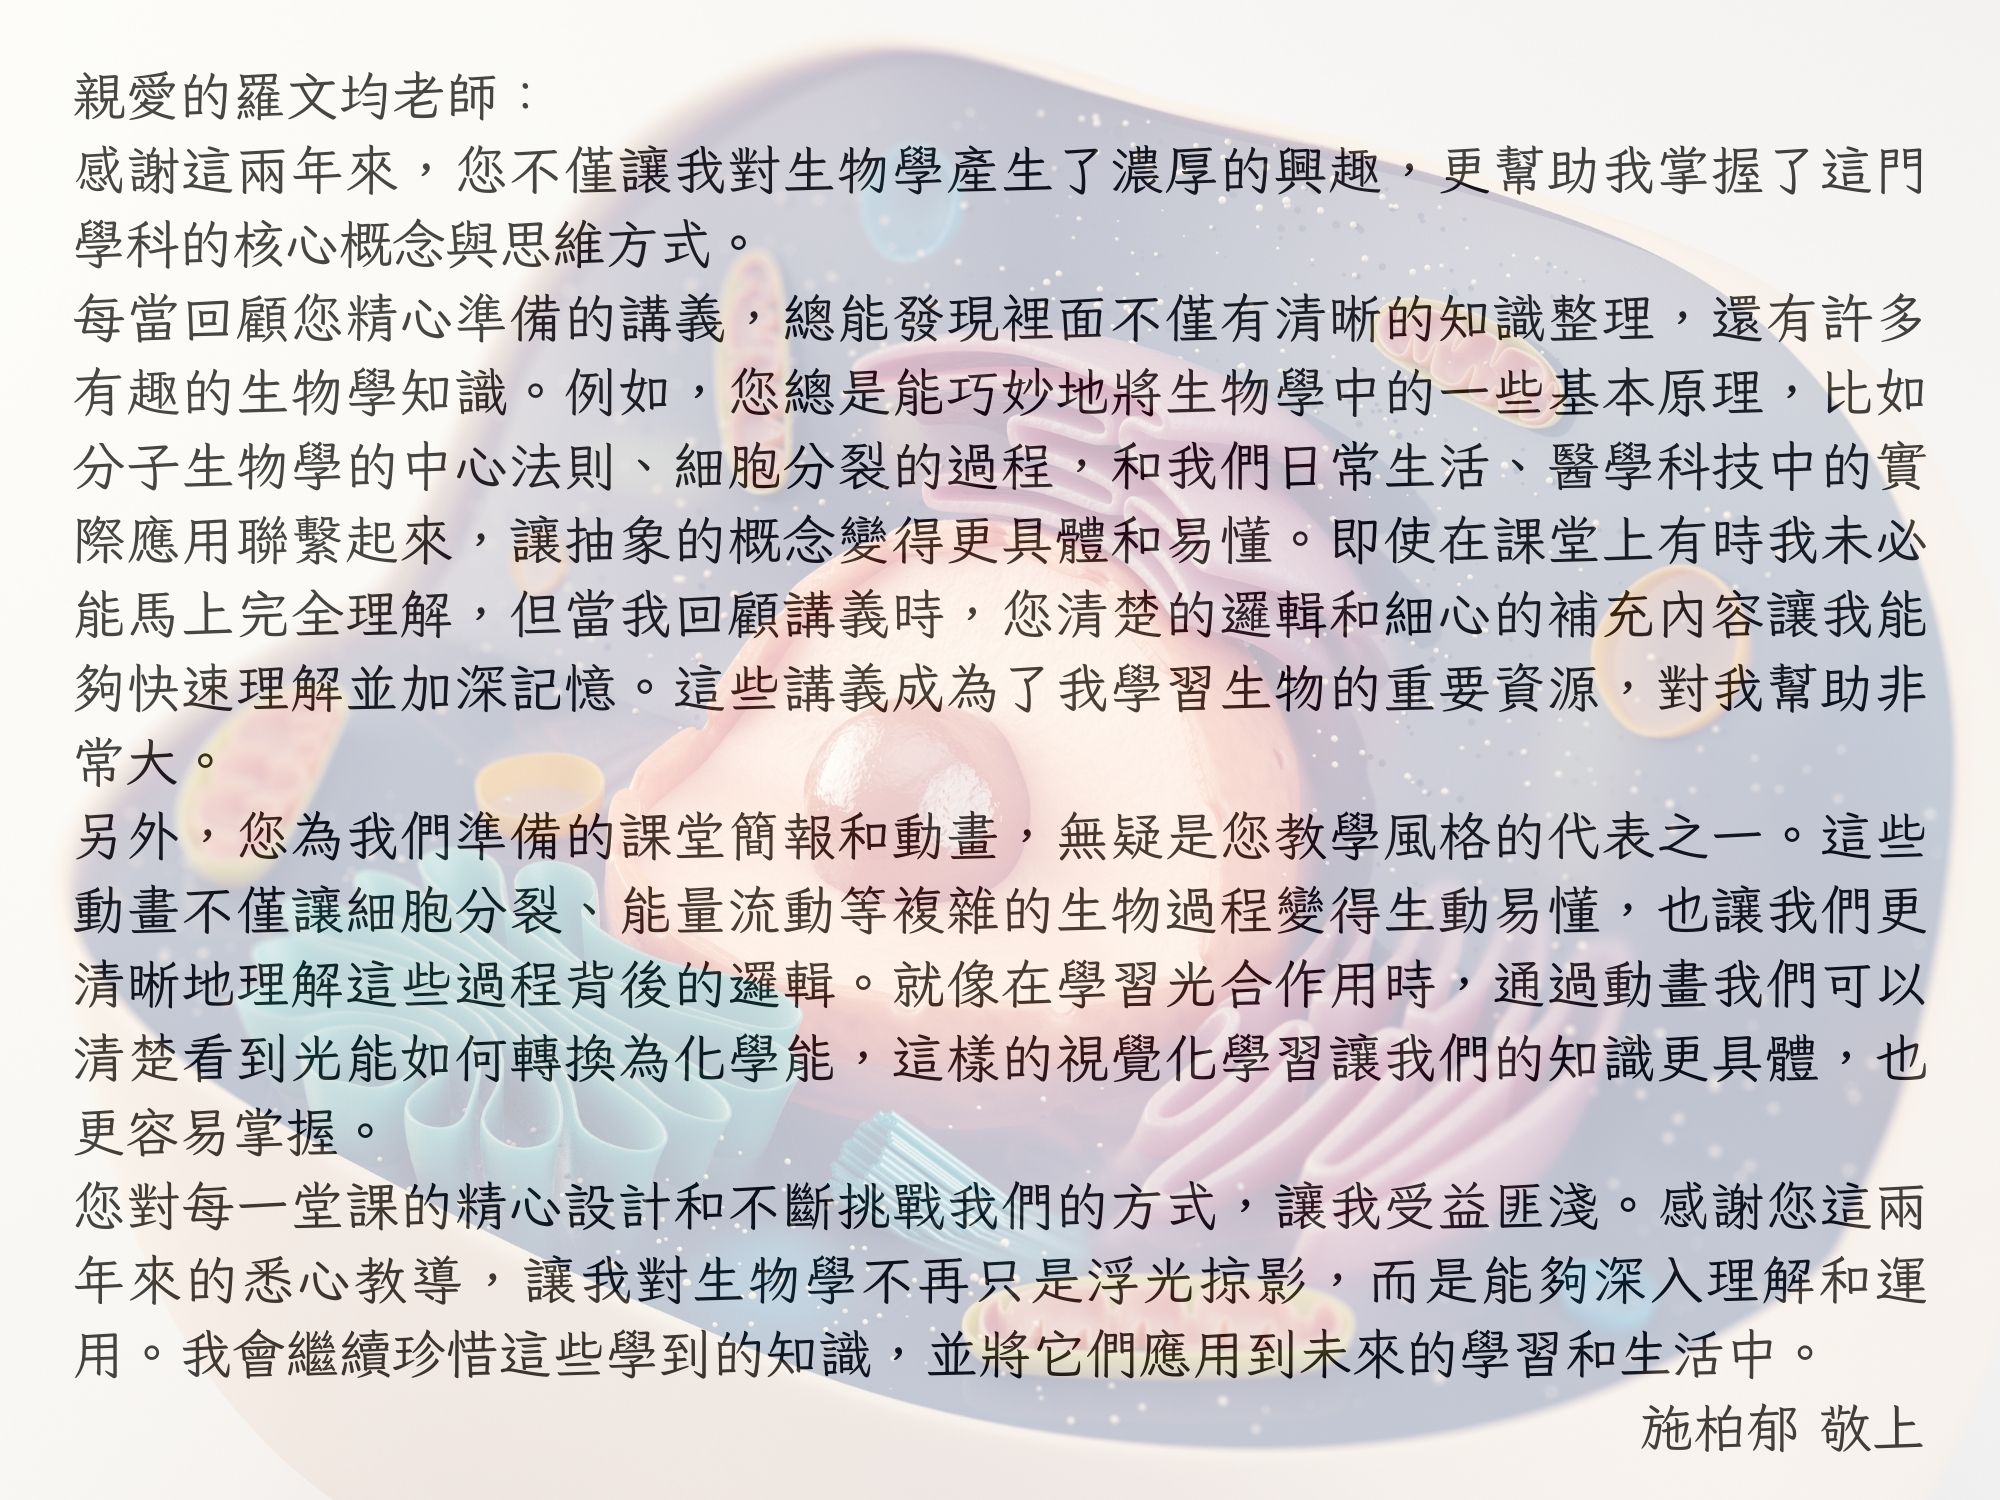 親愛的羅文均老師：
感謝這兩年來，您不僅讓我對生物學產生了濃厚的興趣，更幫助我掌握了這門
學科的核心概念與思維方式。
每當回顧您精心準備的講義，總能發現裡面不僅有清晰的知識整理，還有許多
有趣的生物學知識。例如，您總是能巧妙地將生物學中的一些基本原理，比如
分子生物學的中心法則、細胞分裂的過程，和我們日常生活、醫學科技中的實
際應用聯繫起來，讓抽象的概念變得更具體和易懂。即使在課堂上有時我未必
能馬上完全理解，但當我回顧講義時，您清楚的邏輯和細心的補充內容讓我能
夠快速理解並加深記憶。這些講義成為了我學習生物的重要資源，對我幫助非
常大。
另外，您為我們準備的課堂簡報和動畫，無疑是您教學風格的代表之一。這些
動畫不僅讓細胞分裂、能量流動等複雜的生物過程變得生動易懂，也讓我們更
清晰地理解這些過程背後的邏輯。就像在學習光合作用時，通過動畫我們可以
清楚看到光能如何轉換為化學能，這樣的視覺化學習讓我們的知識更具體，也
更容易掌握。
您對每一堂課的精心設計和不斷挑戰我們的方式，讓我受益匪淺。感謝您這兩
年來的悉心教導，讓我對生物學不再只是浮光掠影，而是能夠深入理解和運
用。我會繼續珍惜這些學到的知識，並將它們應用到未來的學習和生活中。
施柏郁 敬上